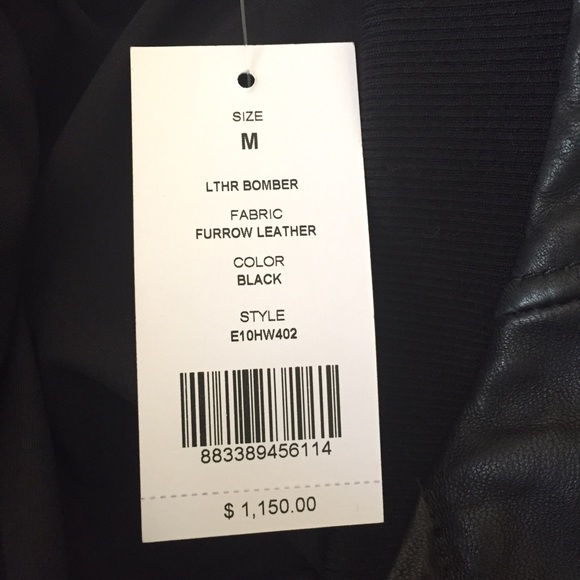 SIZE
M
LTHR BOMBER
FABRIC
FURROW LEATHER
COLOR
BLACK
STYLE
E10HW402
883389456114
$ 1,150.00